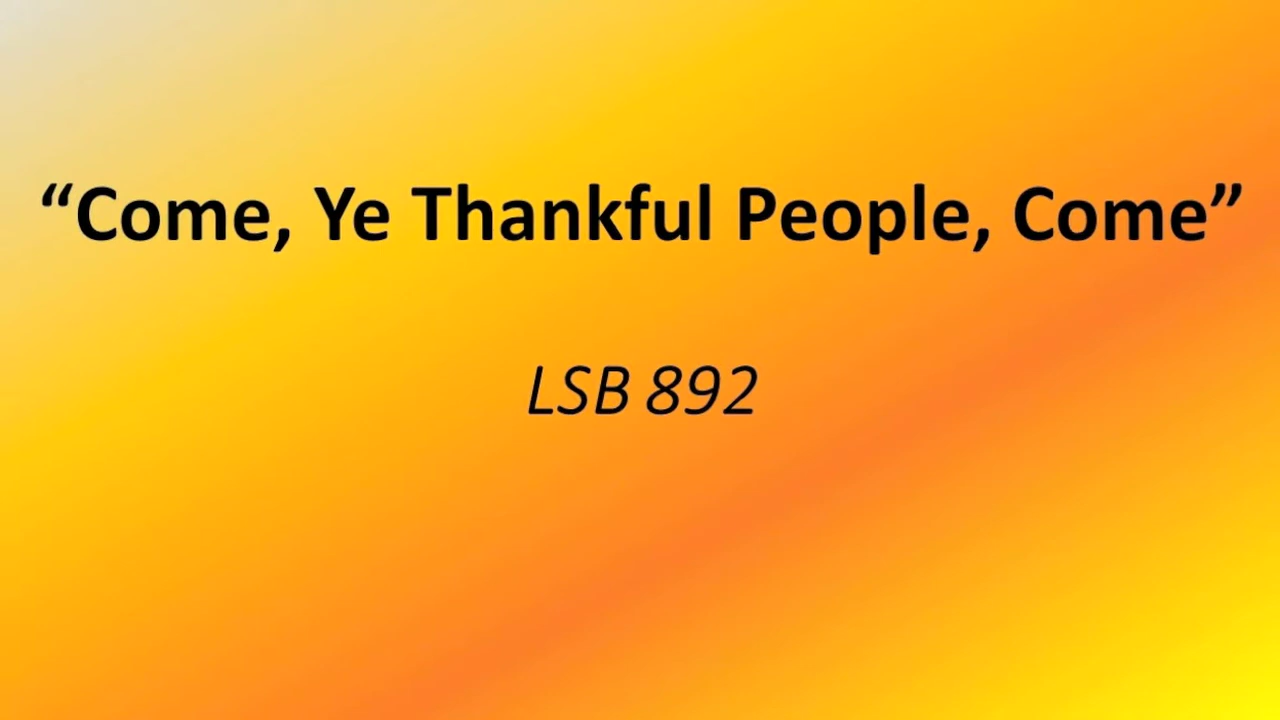 “Come, Ye Thankful People, Come”
LSB 892